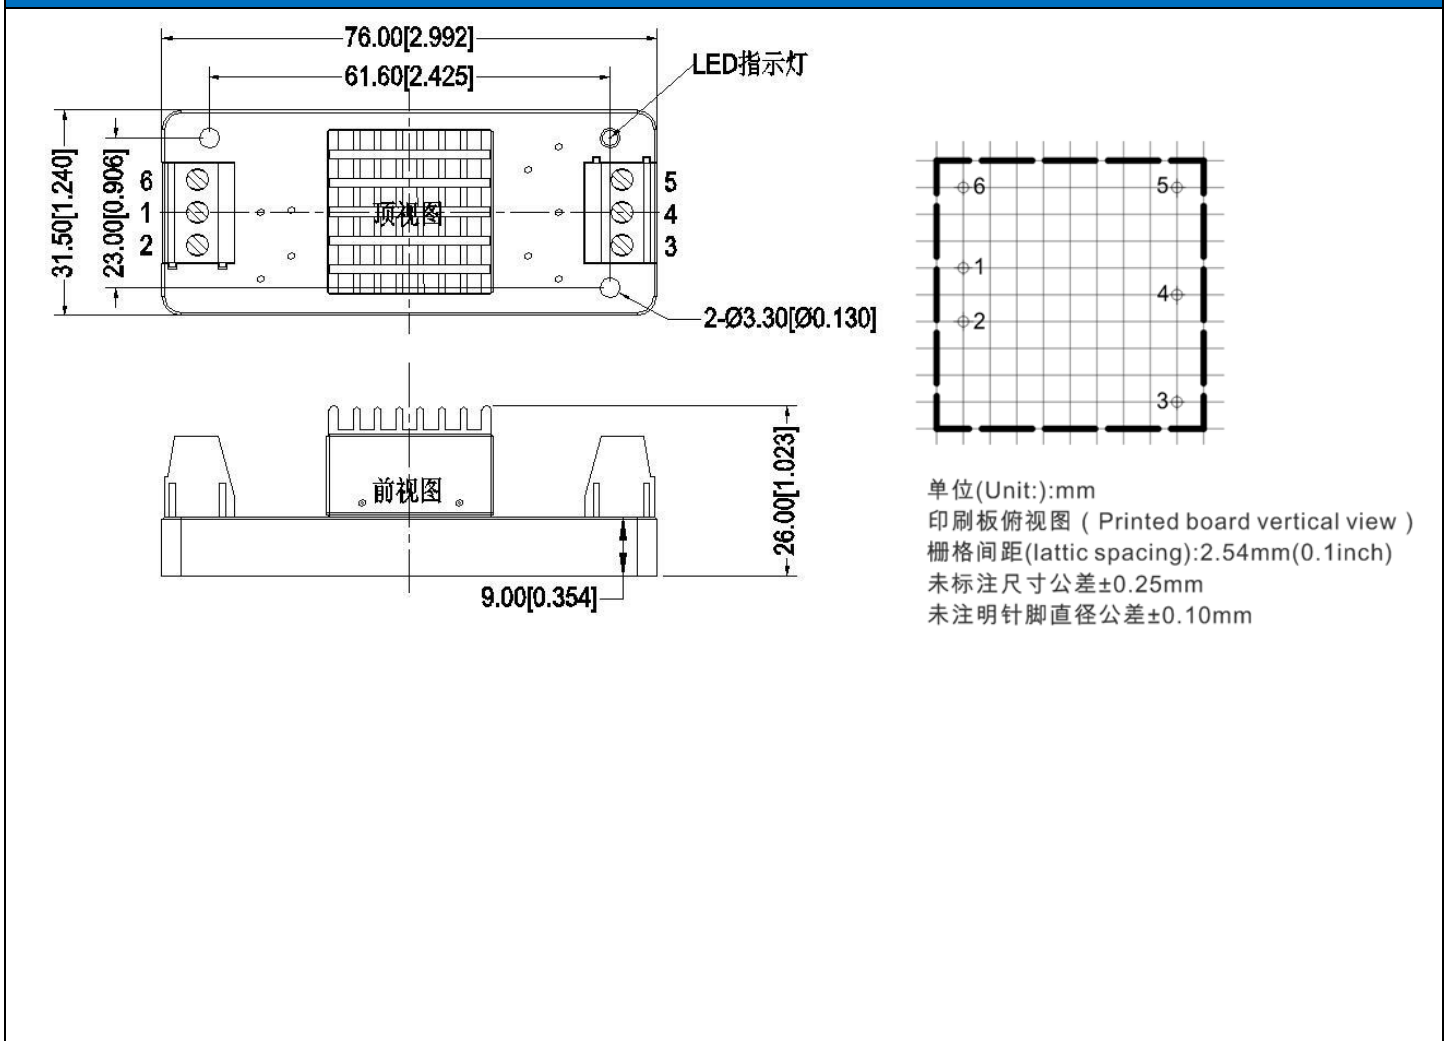 76.00[2.992]
61.60[2.425]
LED指示灯
31.50[1.240]
23.00[0.906]
6
1
2
顶视图
5
4
3
2-Ø3.30[Ø0.130]
前视图
26.00[1.023]
9.00[0.354]
6
5
1
4
2
3
单位(Unit:):mm
印刷板俯视图 ( Printed board vertical view )
栅格间距(lattic spacing):2.54mm(0.1inch)
未标注尺寸公差±0.25mm
未注明针脚直径公差±0.10mm